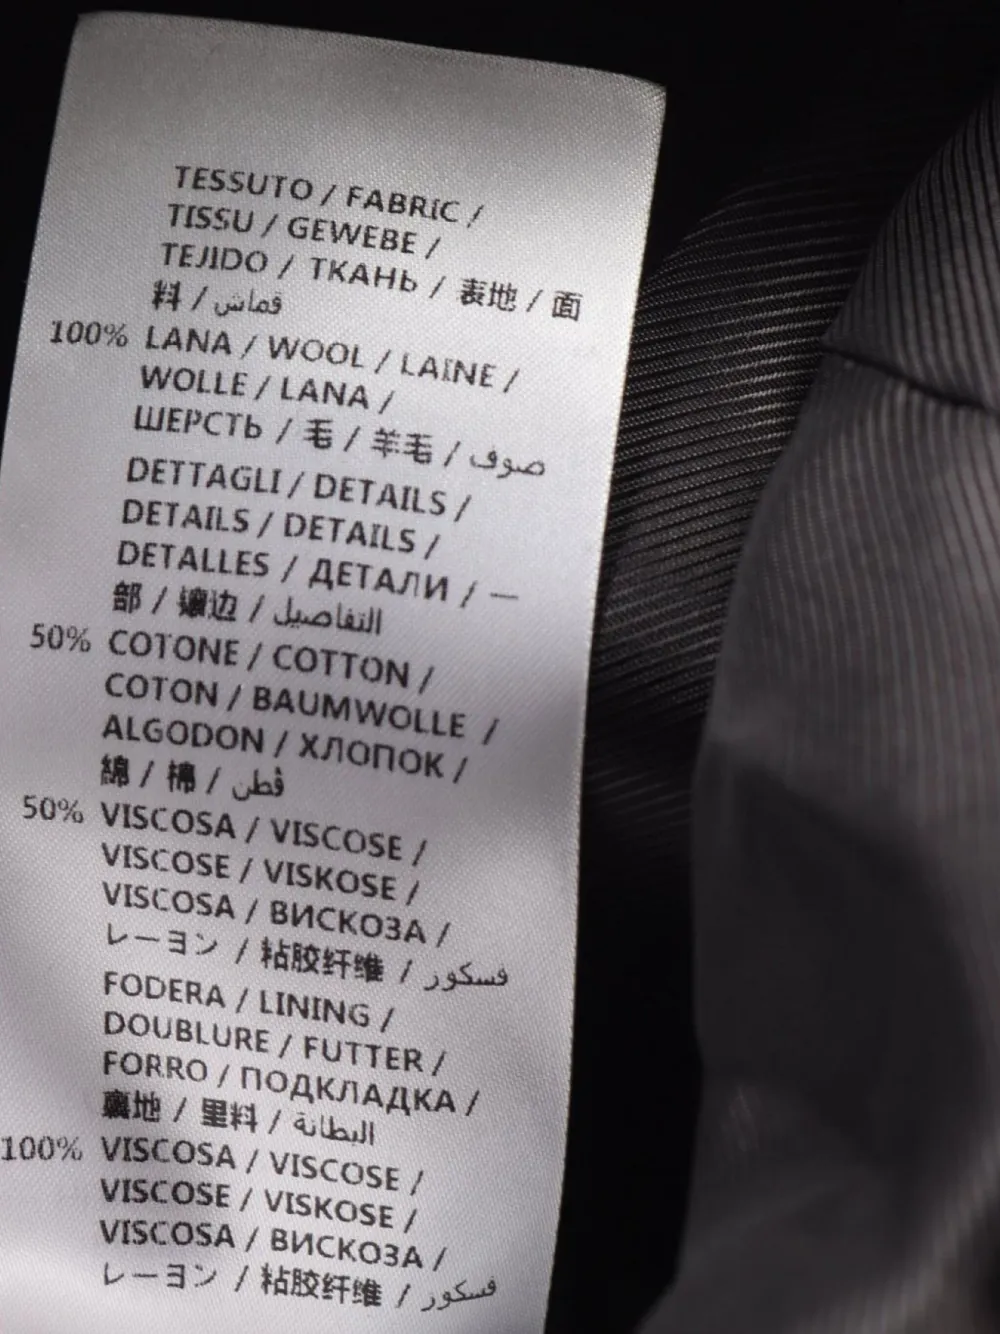 TESSUTO / FABRIC /
TISSU / GEWEBE /
TEJIDO / ТКАНЬ / 表地 / 面
料 / قماش
100% LANA / WOOL / LAINE /
WOLLE / LANA /
ШЕРСТЬ / 毛 / 羊毛 / صوف
DETTAGLI / DETAILS /
DETAILS / DETAILS /
DETALLES / ДЕТАЛИ / 一
部 / 镶边 / التفاصيل
50% COTONE / COTTON /
COTON / BAUMWOLLE /
ALGODON / ХЛОПОК /
綿 / 棉 / قطن
50% VISCOSA / VISCOSE /
VISCOSE / VISKOSE /
VISCOSA / ВИСКОЗА /
レーヨン / 粘胶纤维 / فسكور
FODERA / LINING /
DOUBLURE / FUTTER /
FORRO / ПОДКЛАДКА /
裏地 / 里料 / البطانة
100% VISCOSA / VISCOSE /
VISCOSE / VISKOSE /
VISCOSA / ВИСКОЗА /
レーヨン / 粘胶纤维 / فسكور